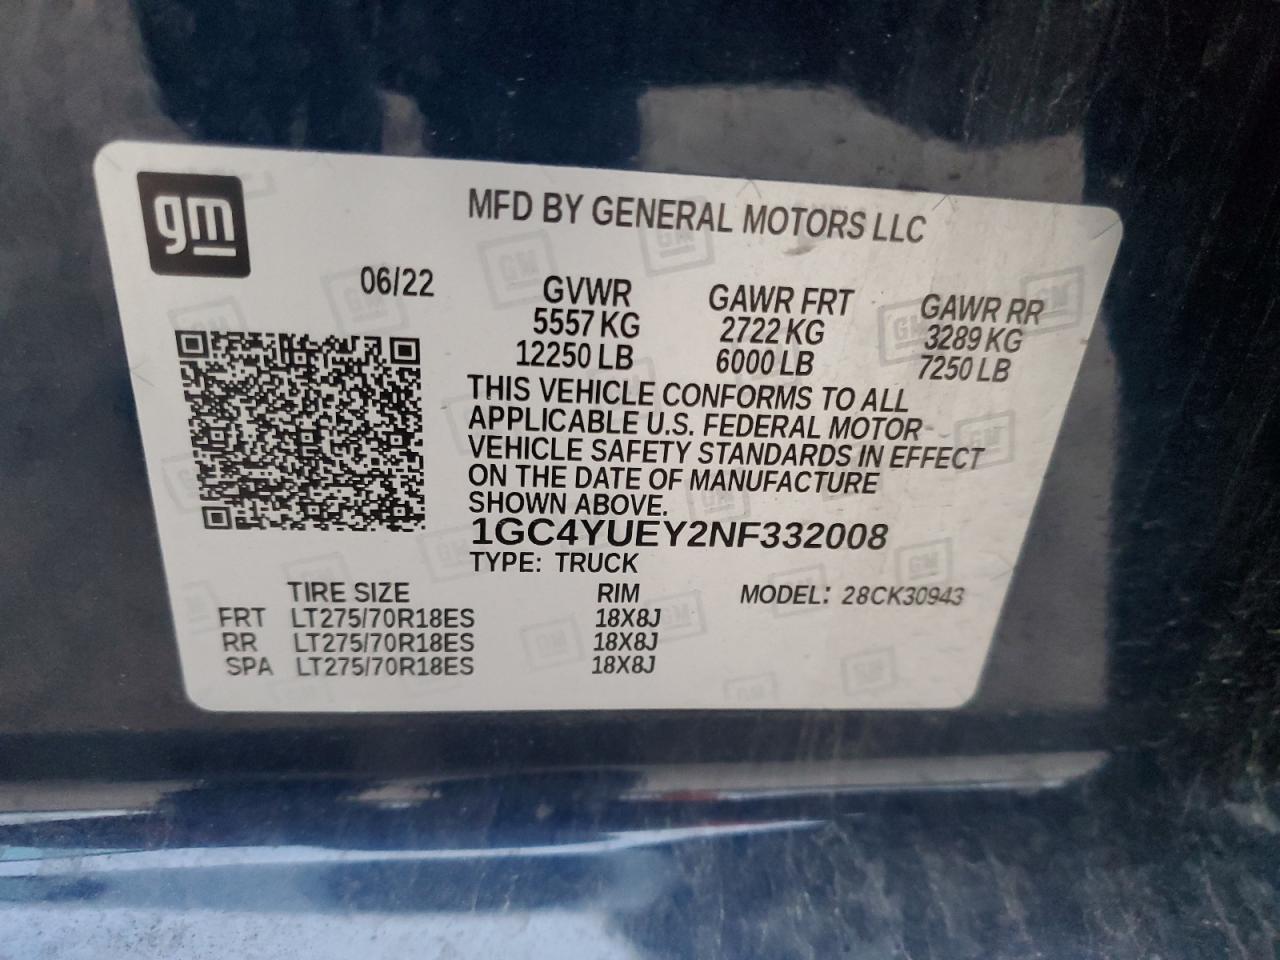 gm
MFD BY GENERAL MOTORS LLC
06/22
GVWR GAWR FRT GAWR RR
5557 KG 2722 KG 3289 KG
12250 LB 6000 LB 7250 LB
THIS VEHICLE CONFORMS TO ALL
APPLICABLE U.S. FEDERAL MOTOR
VEHICLE SAFETY STANDARDS IN EFFECT
ON THE DATE OF MANUFACTURE
SHOWN ABOVE.
1GC4YUEY2NF332008
TYPE: TRUCK
TIRE SIZE RIM MODEL: 28CK30943
FRT LT275/70R18ES 18X8J
RR LT275/70R18ES 18X8J
SPA LT275/70R18ES 18X8J